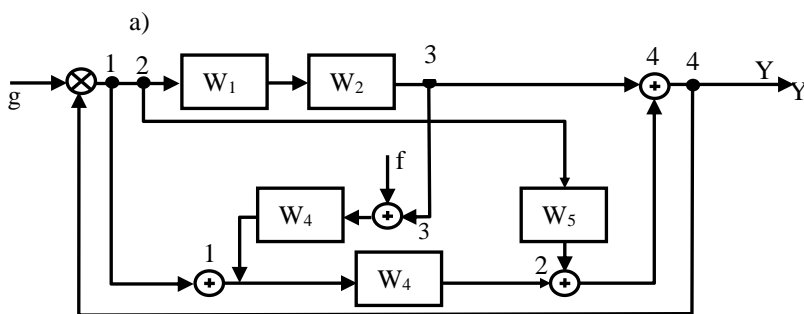 a)
1 2 3 4 4
g W₁ W₂ + Y Y
f
W₄ + 3 W₅
1 + W₄ 2 +